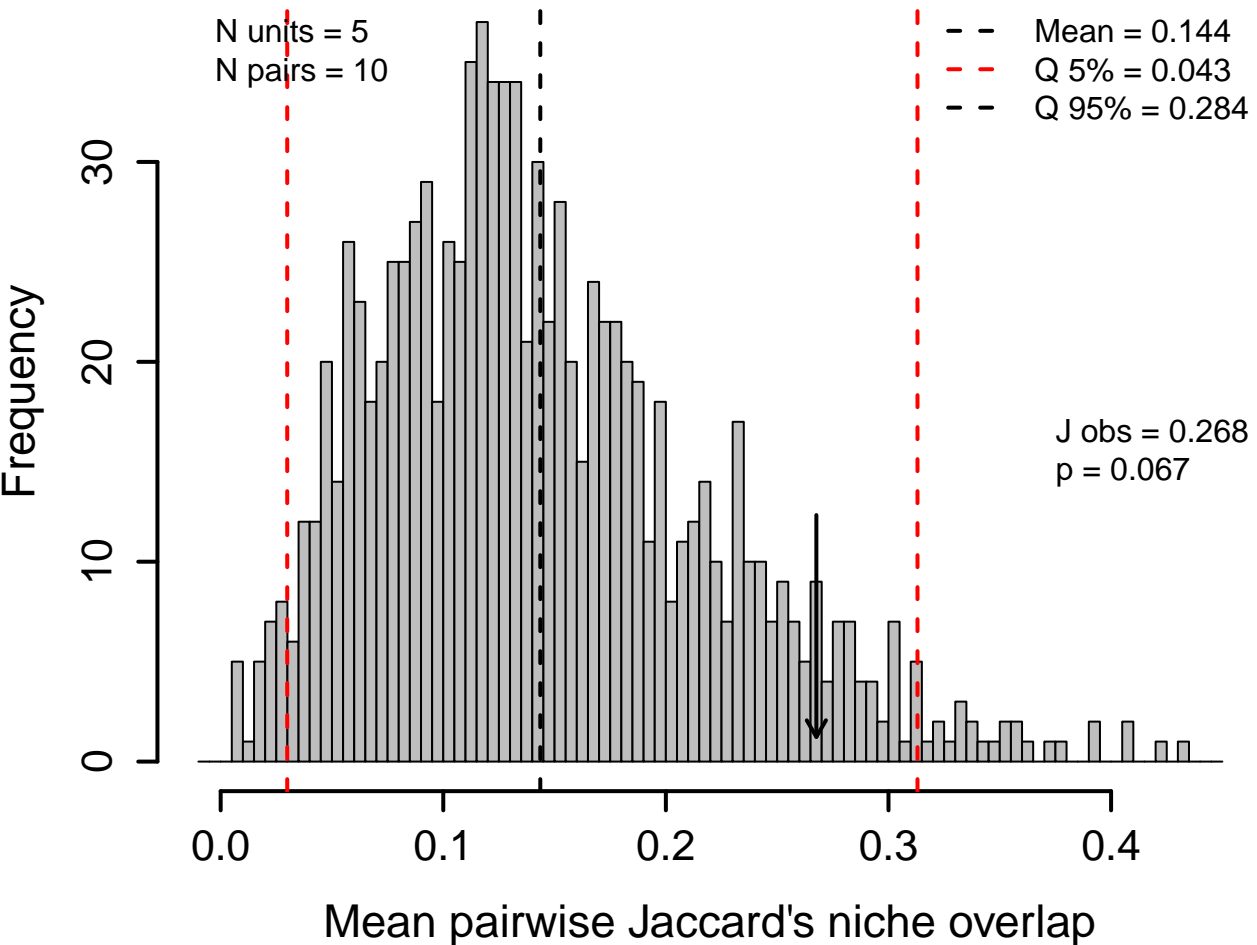 N units = 5
N pairs = 10
Mean = 0.144
Q 5% = 0.043
Q 95% = 0.284
J obs = 0.268
p = 0.067
Frequency
30
20
10
0
0.0 0.1 0.2 0.3 0.4
Mean pairwise Jaccard's niche overlap